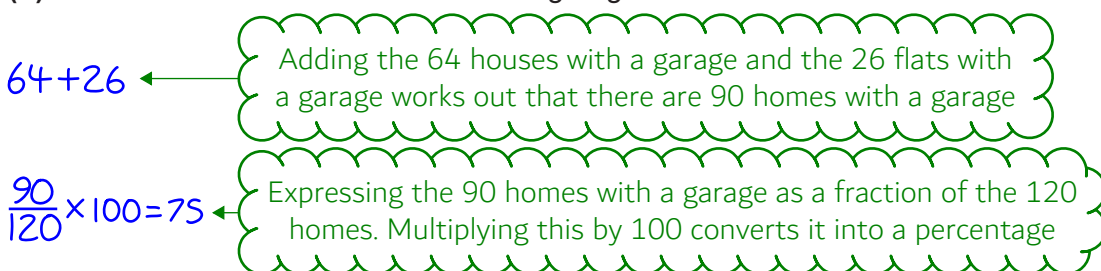 64+26
Adding the 64 houses with a garage and the 26 flats with
a garage works out that there are 90 homes with a garage
90/120 ×100=75
Expressing the 90 homes with a garage as a fraction of the 120
homes. Multiplying this by 100 converts it into a percentage